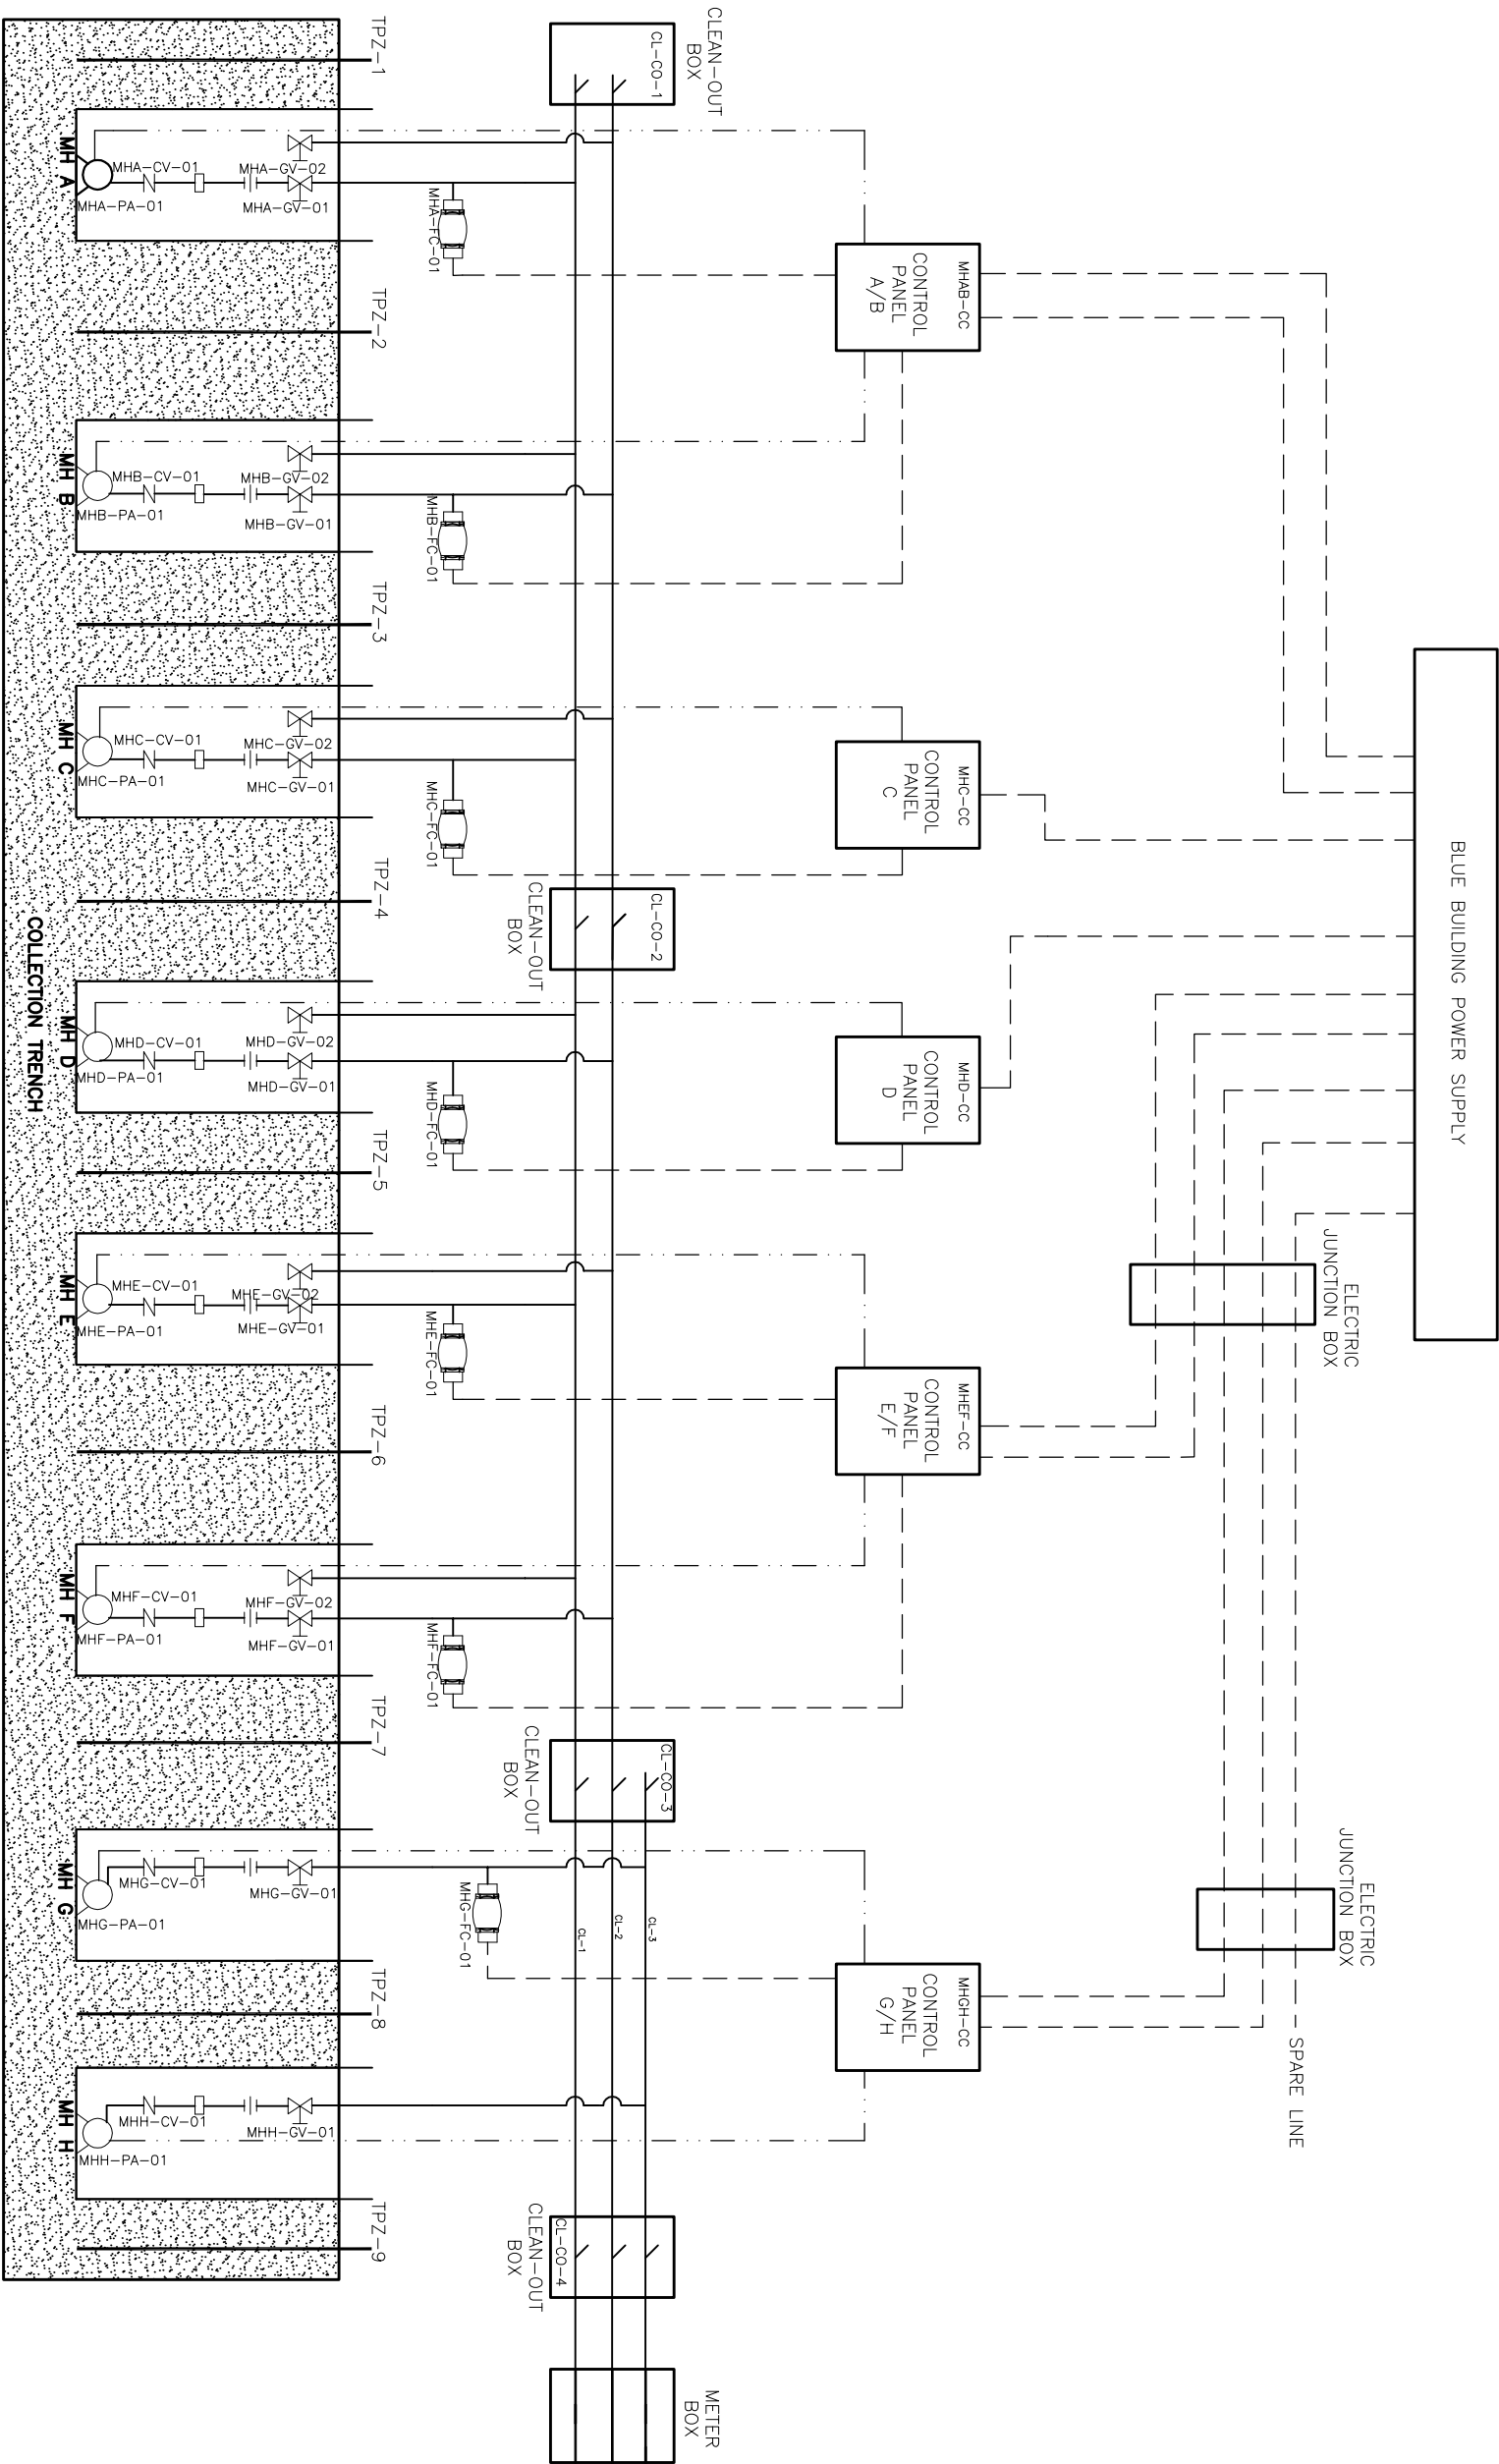 BLUE BUILDING POWER SUPPLY
ELECTRIC
JUNCTION BOX
ELECTRIC
JUNCTION BOX
SPARE LINE
MHAB-CC
CONTROL
PANEL
A/B
MHC-CC
CONTROL
PANEL
C
MHD-CC
CONTROL
PANEL
D
MHEF-CC
CONTROL
PANEL
E/F
MHGH-CC
CONTROL
PANEL
G/H
CLEAN-OUT
BOX
CL-CO-1
CL-CO-2
CLEAN-OUT
BOX
CL-CO-3
CLEAN-OUT
BOX
CL-CO-4
CLEAN-OUT
BOX
METER
BOX
CL-3
CL-2
CL-1
MHA-FC-01
MHB-FC-01
MHC-FC-01
MHD-FC-01
MHE-FC-01
MHF-FC-01
MHG-FC-01
TPZ-1
TPZ-2
TPZ-3
TPZ-4
TPZ-5
TPZ-6
TPZ-7
TPZ-8
TPZ-9
MHA-CV-01
MHA-GV-02
MHA-GV-01
MHA-PA-01
MH A
MHB-CV-01
MHB-GV-02
MHB-GV-01
MHB-PA-01
MH B
MHC-CV-01
MHC-GV-02
MHC-GV-01
MHC-PA-01
MH C
MHD-CV-01
MHD-GV-02
MHD-GV-01
MHD-PA-01
MH D
MHE-CV-01
MHE-GV-02
MHE-GV-01
MHE-PA-01
MH E
MHF-CV-01
MHF-GV-02
MHF-GV-01
MHF-PA-01
MH F
MHG-CV-01
MHG-GV-01
MHG-PA-01
MH G
MHH-CV-01
MHH-GV-01
MHH-PA-01
MH H
COLLECTION TRENCH